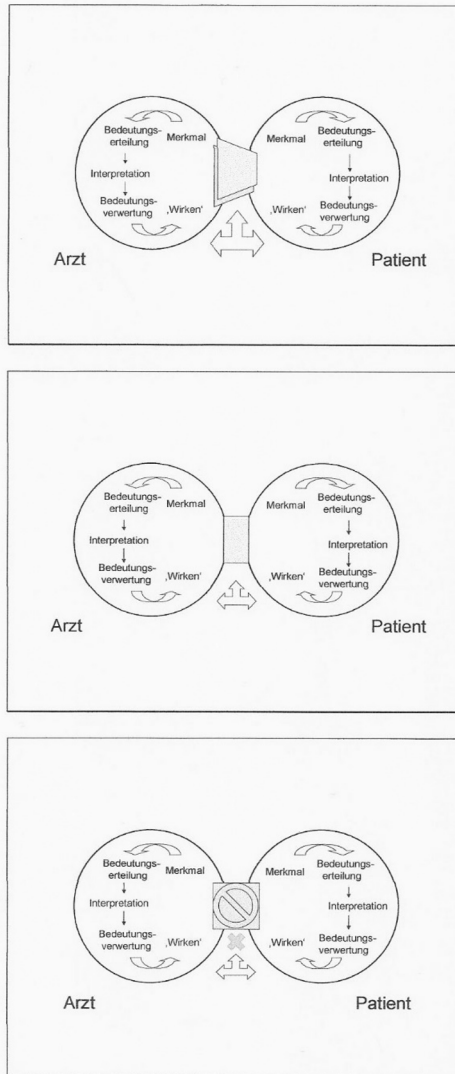 Bedeutungs-
erteilung
Merkmal
Interpretation
Bedeutungs-
verwertung
‚Wirken‘
Merkmal
Bedeutungs-
erteilung
Interpretation
Bedeutungs-
verwertung
‚Wirken‘
Arzt
Patient
Bedeutungs-
erteilung
Merkmal
Interpretation
Bedeutungs-
verwertung
‚Wirken‘
Merkmal
Bedeutungs-
erteilung
Interpretation
Bedeutungs-
verwertung
‚Wirken‘
Arzt
Patient
Bedeutungs-
erteilung
Merkmal
Interpretation
Bedeutungs-
verwertung
‚Wirken‘
Merkmal
Bedeutungs-
erteilung
Interpretation
Bedeutungs-
verwertung
‚Wirken‘
Arzt
Patient